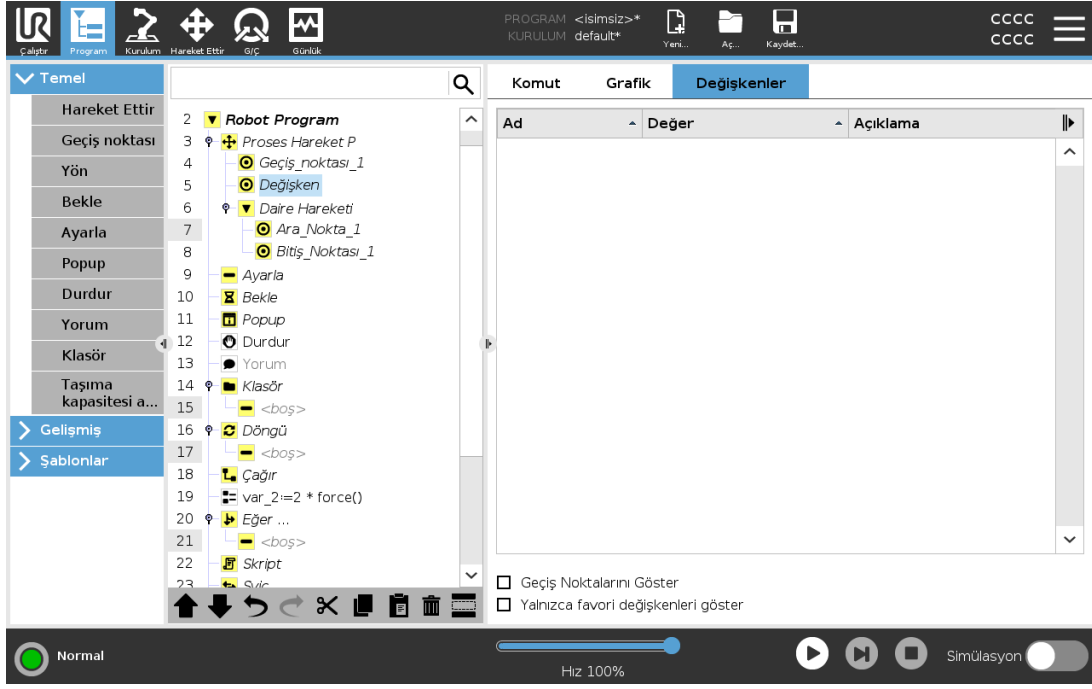 PROGRAM <isimsiz>*
KURULUM default*
Çalıştır
Program
Kurulum
Hareket Ettir
G/Ç
Günlük
Yeni...
Aç...
Kaydet...
CCCC
CCCC
Temel
Hareket Ettir
Geçiş noktası
Yön
Bekle
Ayarla
Popup
Durdur
Yorum
Klasör
Taşıma
kapasitesi a...
Gelişmiş
Şablonlar
2 Robot Program
3 Proses Hareket P
4 Geçiş_noktası_1
5 Değişken
6 Daire Hareketi
7 Ara_Nokta_1
8 Bitiş_Noktası_1
9 Ayarla
10 Bekle
11 Popup
12 Durdur
13 Yorum
14 Klasör
15 <boş>
16 Döngü
17 <boş>
18 Çağır
19 var_2:=2 * force()
20 Eğer ...
21 <boş>
22 Skript
23
Komut
Grafik
Değişkenler
Ad
Değer
Açıklama
Geçiş Noktalarını Göster
Yalnızca favori değişkenleri göster
Normal
Hız 100%
Simülasyon